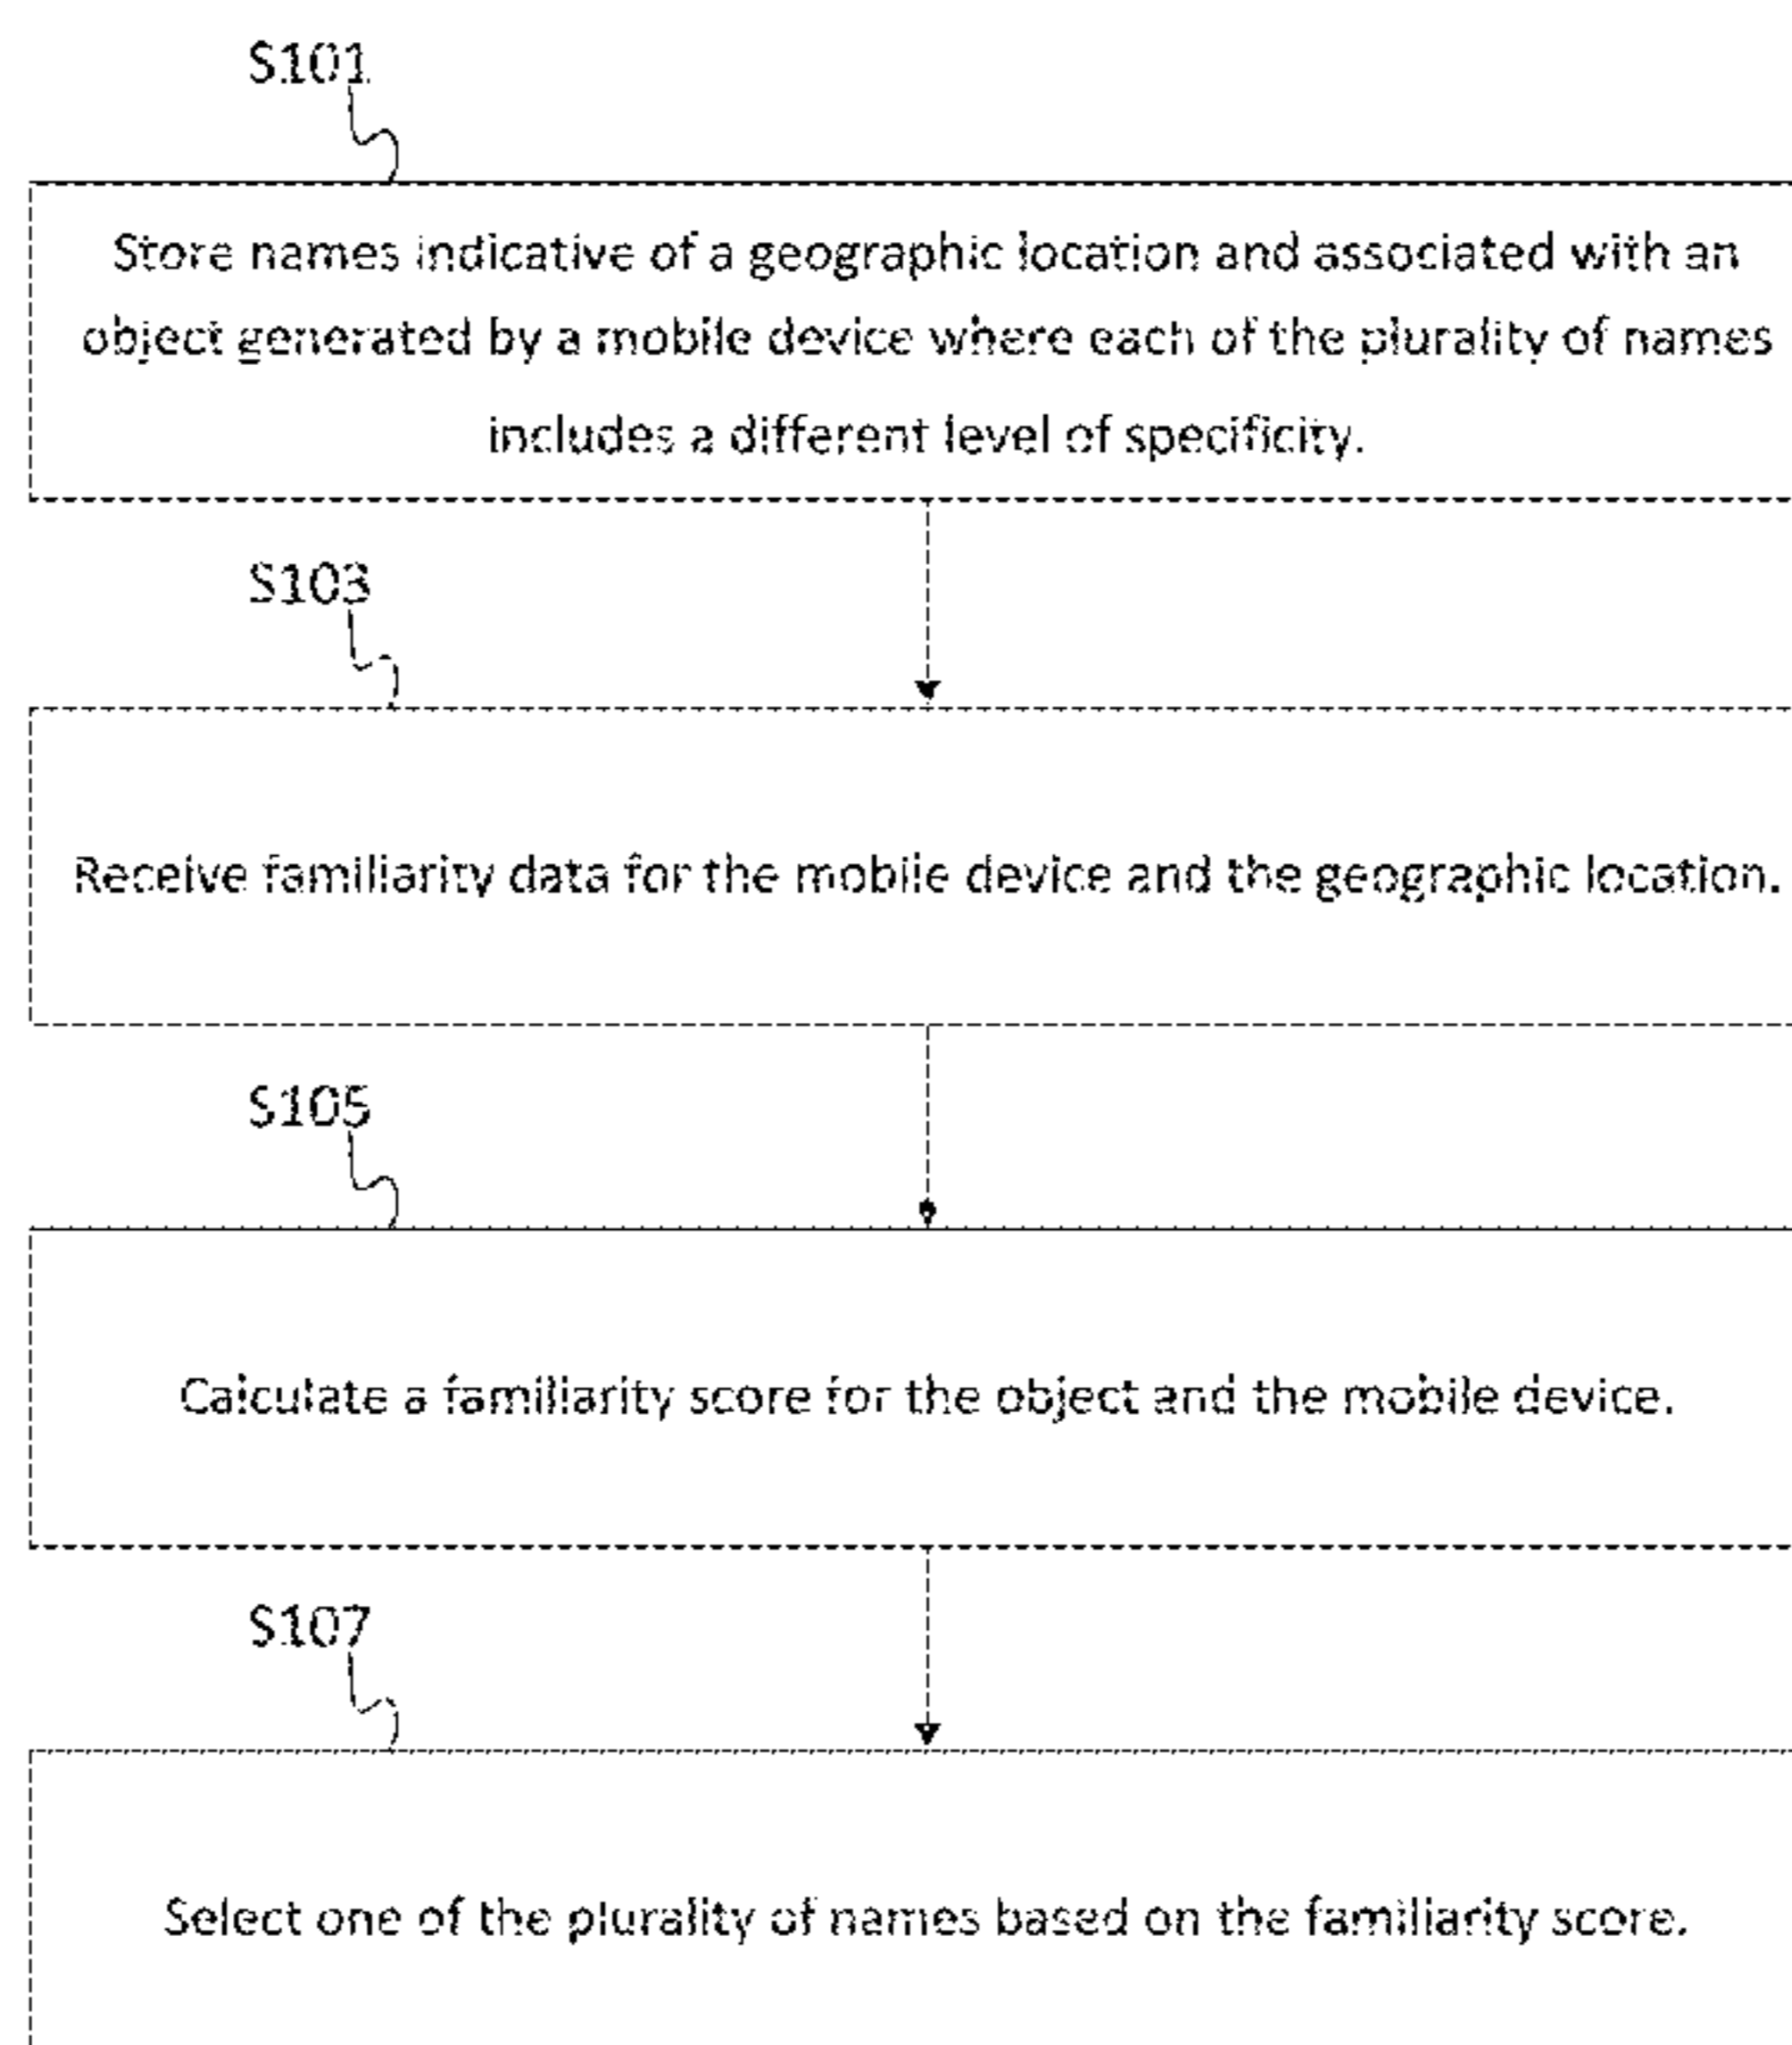 S101
Store names indicative of a geographic location and associated with an
object generated by a mobile device where each of the plurality of names
includes a different level of specificity.
S103
Receive familiarity data for the mobile device and the geographic location.
S105
Calculate a familiarity score for the object and the mobile device.
S107
Select one of the plurality of names based on the familiarity score.